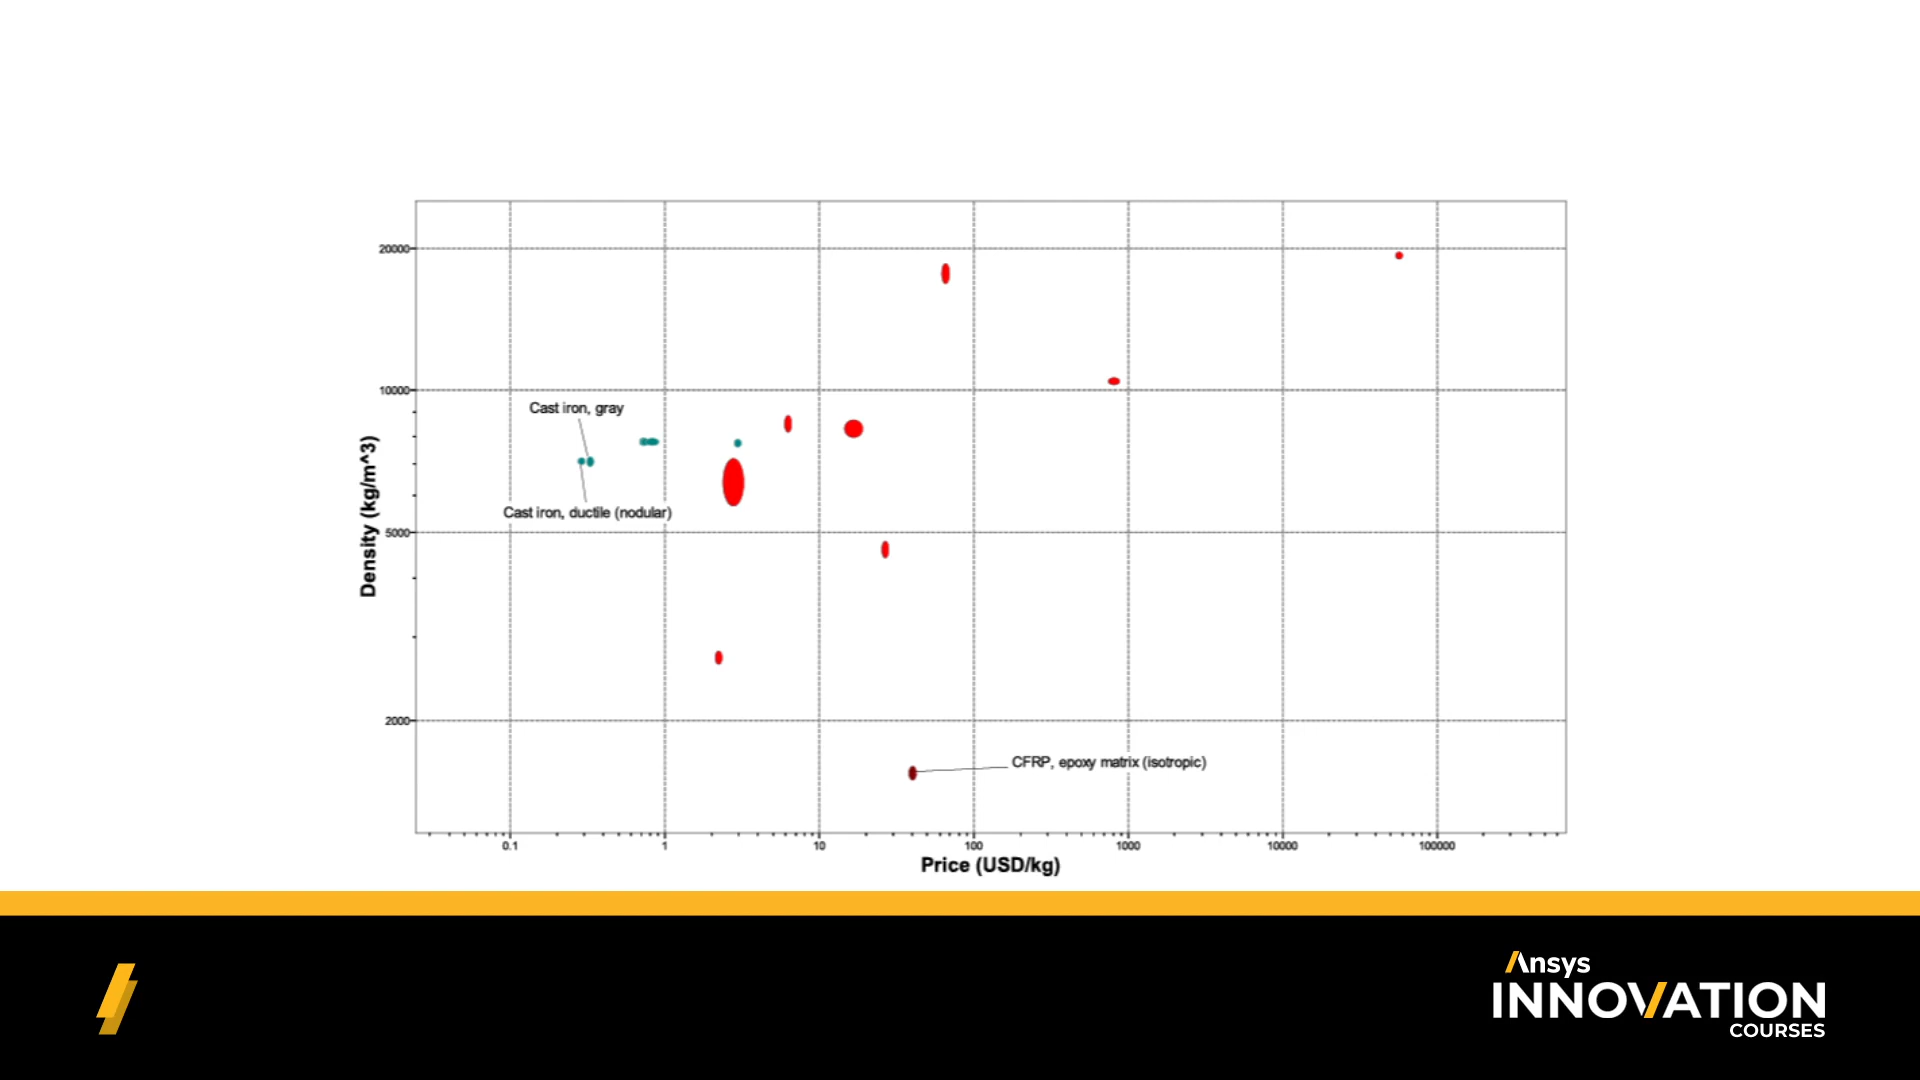 20000
10000
Cast iron, gray
Cast iron, ductile (nodular)
5000
2000
Density (kg/m^3)
CFRP, epoxy matrix (isotropic)
0.1 1 10 100 1000 10000 100000
Price (USD/kg)
Ansys
INNOVATION
COURSES